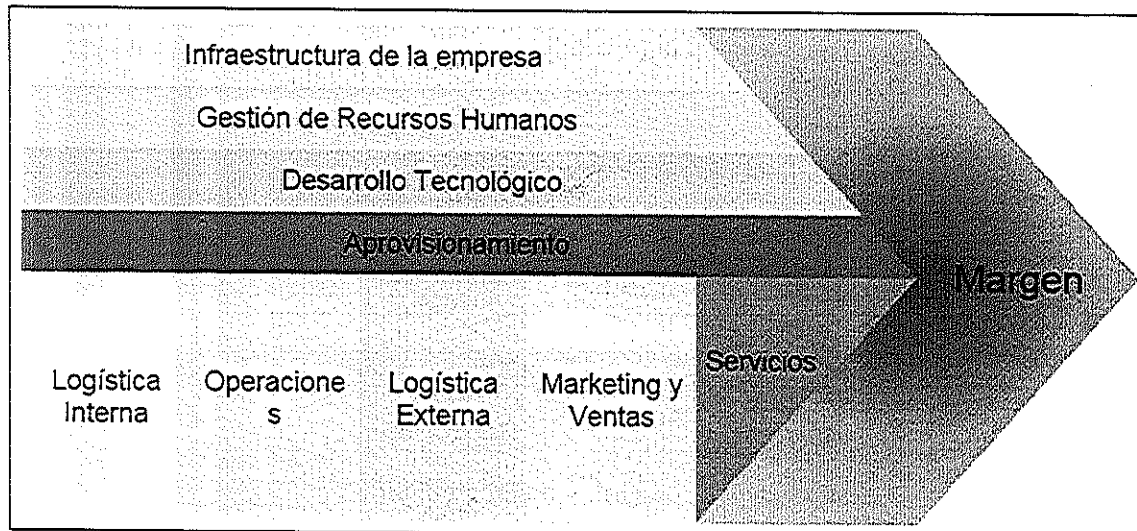 Infraestructura de la empresa
Gestión de Recursos Humanos
Desarrollo Tecnológico
Aprovisionamiento
Margen
Servicios
Logística
Interna
Operacione
s
Logística
Externa
Marketing y
Ventas